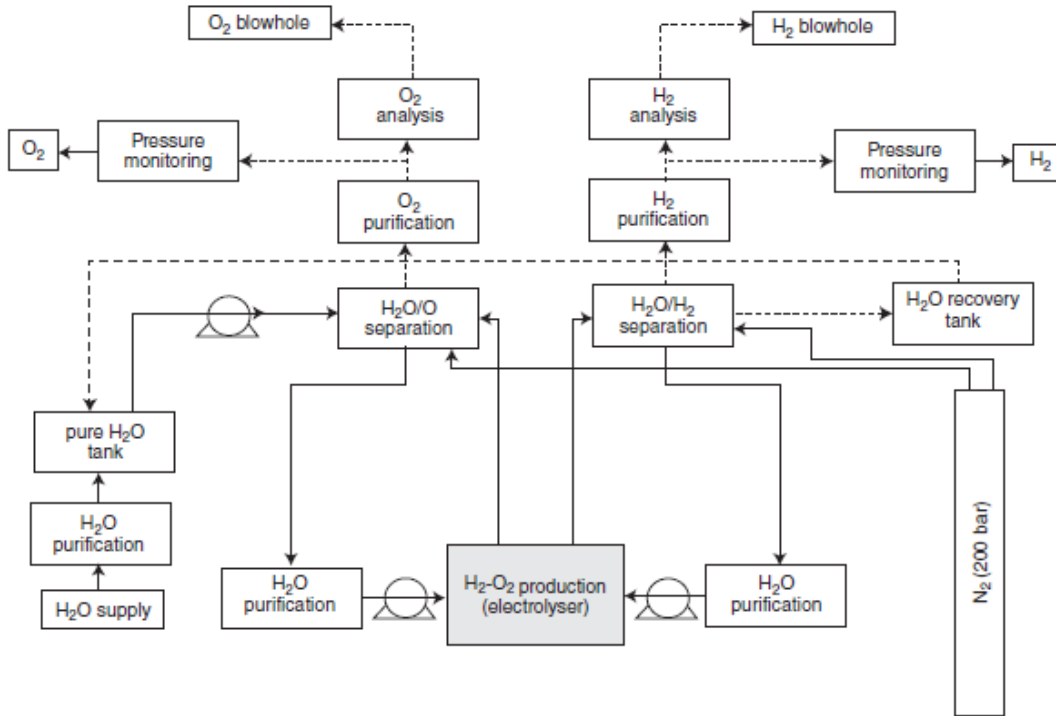 O₂ blowhole
H₂ blowhole
O₂
analysis
H₂
analysis
O₂
Pressure
monitoring
Pressure
monitoring
H₂
O₂
purification
H₂
purification
H₂O/O
separation
H₂O/H₂
separation
H₂O recovery
tank
pure H₂O
tank
H₂O
purification
H₂O supply
H₂O
purification
H₂-O₂ production
(electrolyser)
H₂O
purification
N₂ (200 bar)